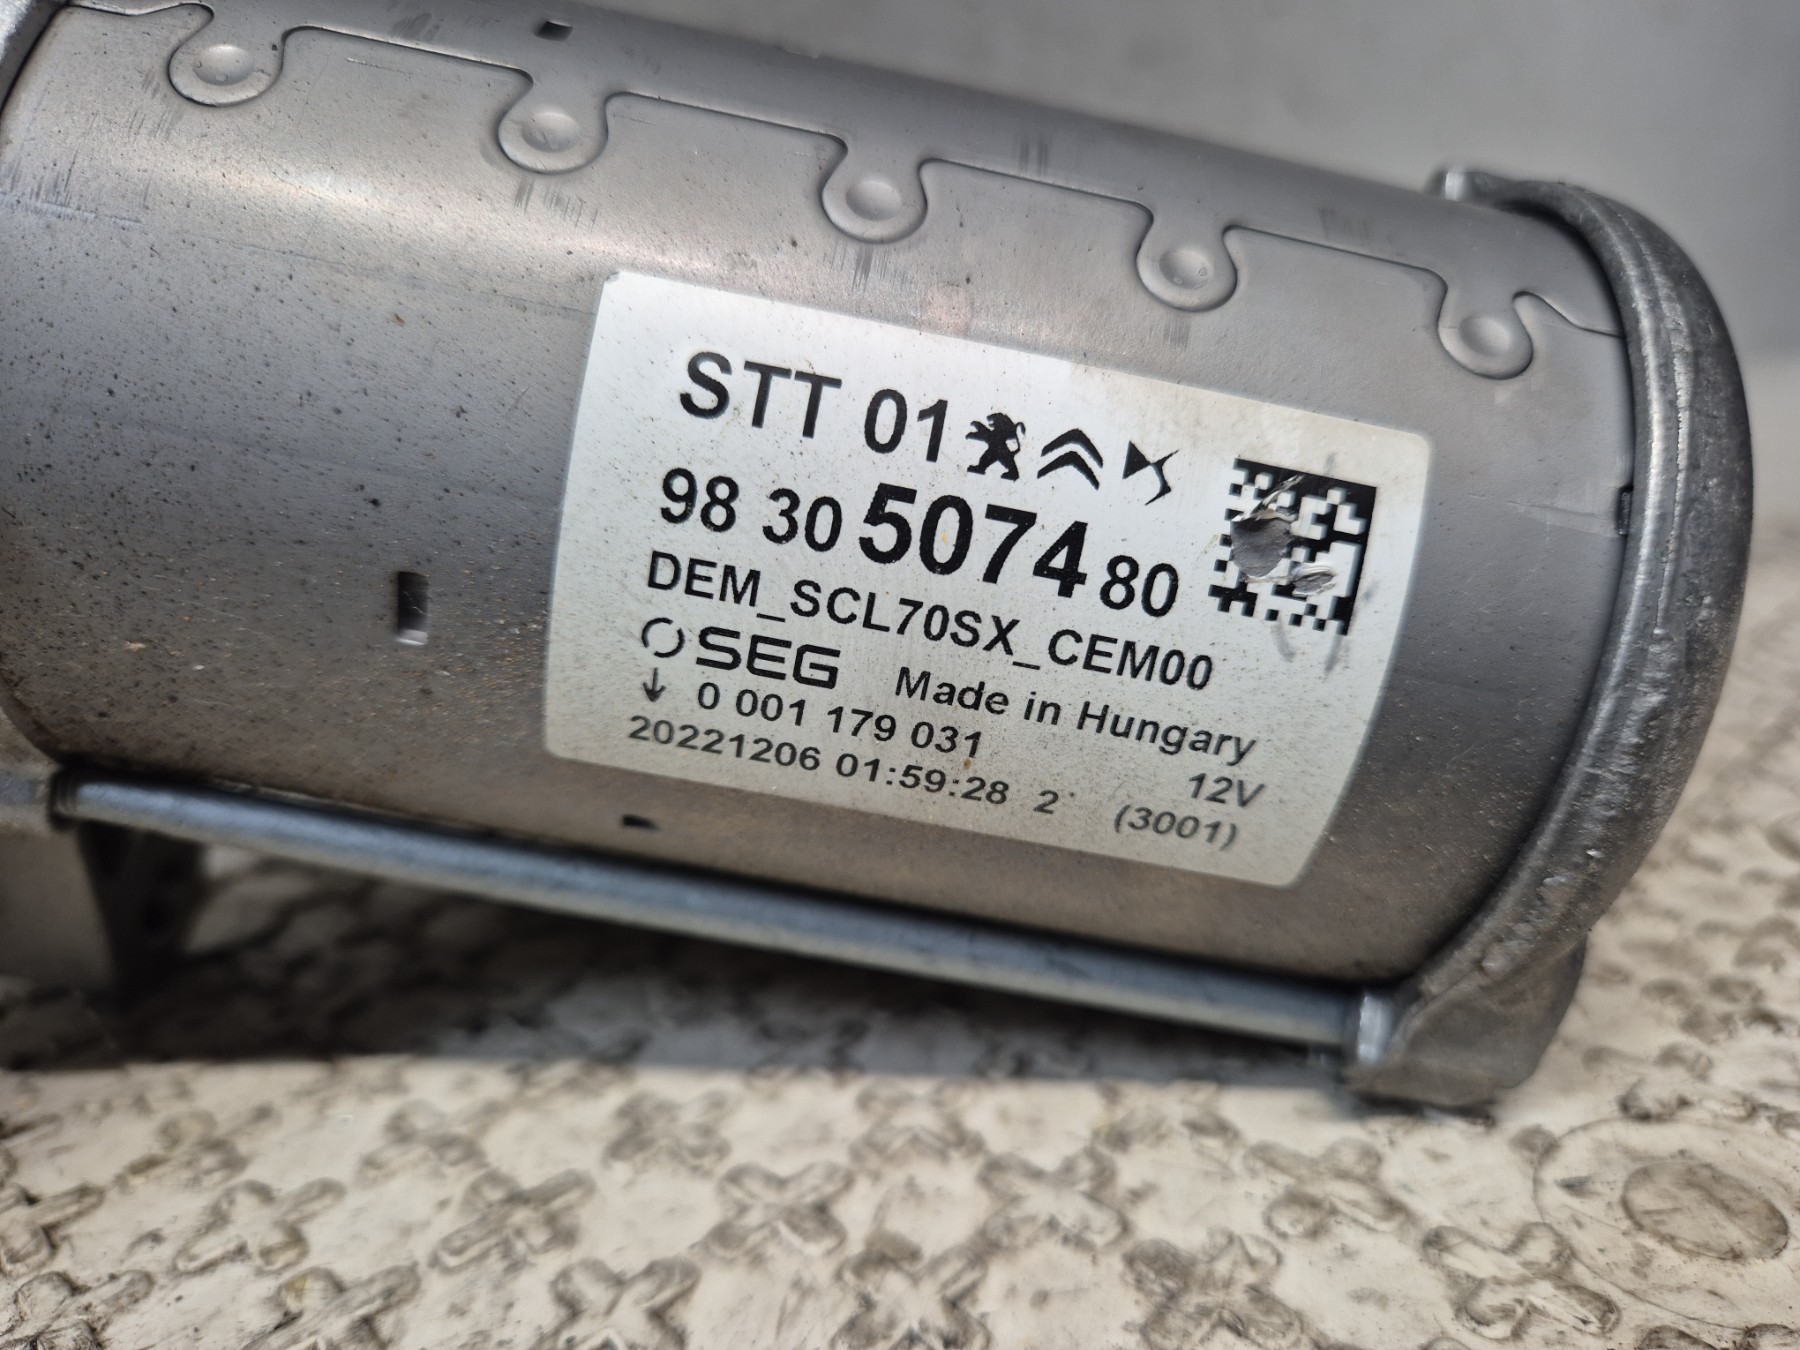 STT 01
98 30 5074 80
DEM_SCL70SX_CEM00
SEG Made in Hungary
0 001 179 031 12V
20221206 01:59:28 2 (3001)